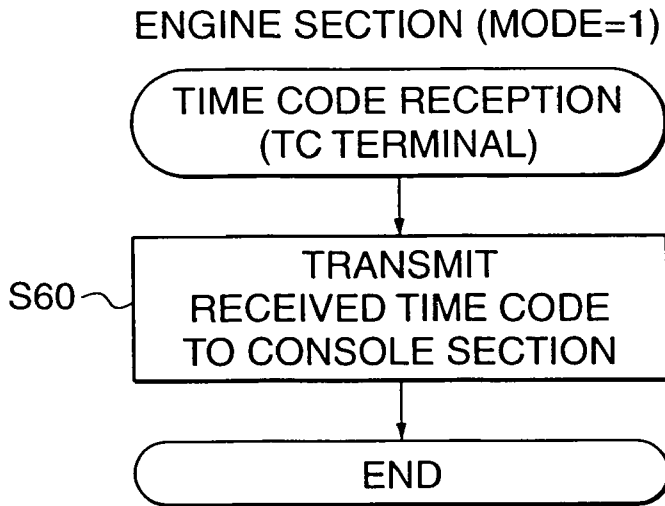 ENGINE SECTION (MODE=1)
TIME CODE RECEPTION
(TC TERMINAL)
S60
TRANSMIT
RECEIVED TIME CODE
TO CONSOLE SECTION
END